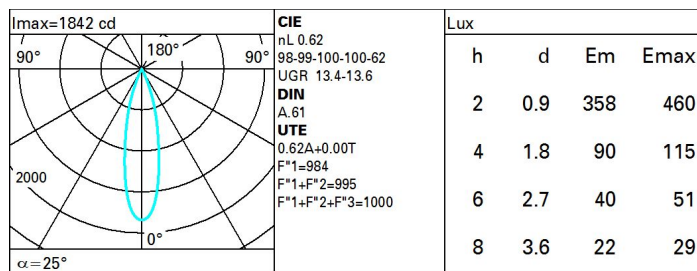 Imax=1842 cd
90° 180° 90°
2000
0°
α=25°
CIE
nL 0.62
98-99-100-100-62
UGR 13.4-13.6
DIN
A.61
UTE
0.62A+0.00T
F"1=984
F"1+F"2=995
F"1+F"2+F"3=1000
Lux
h d Em Emax
2 0.9 358 460
4 1.8 90 115
6 2.7 40 51
8 3.6 22 29